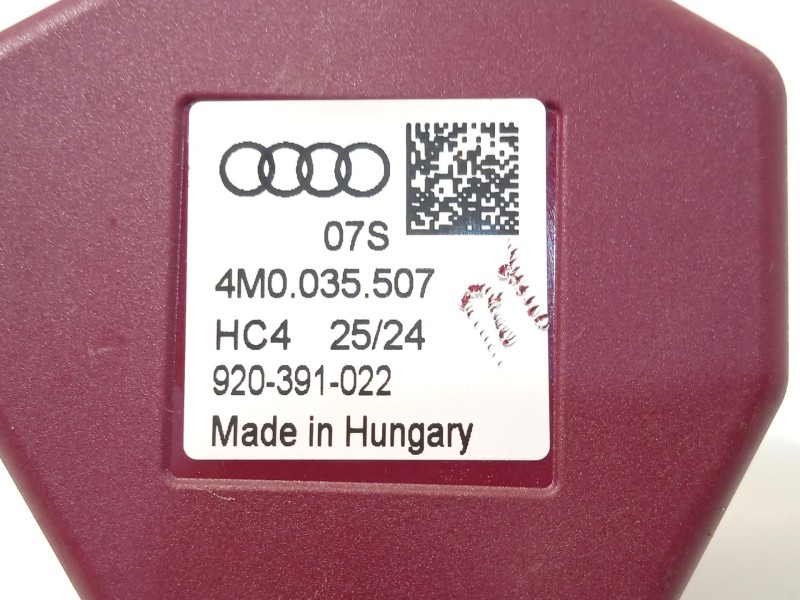 07S
4M0.035.507
HC4 25/24
920-391-022
Made in Hungary